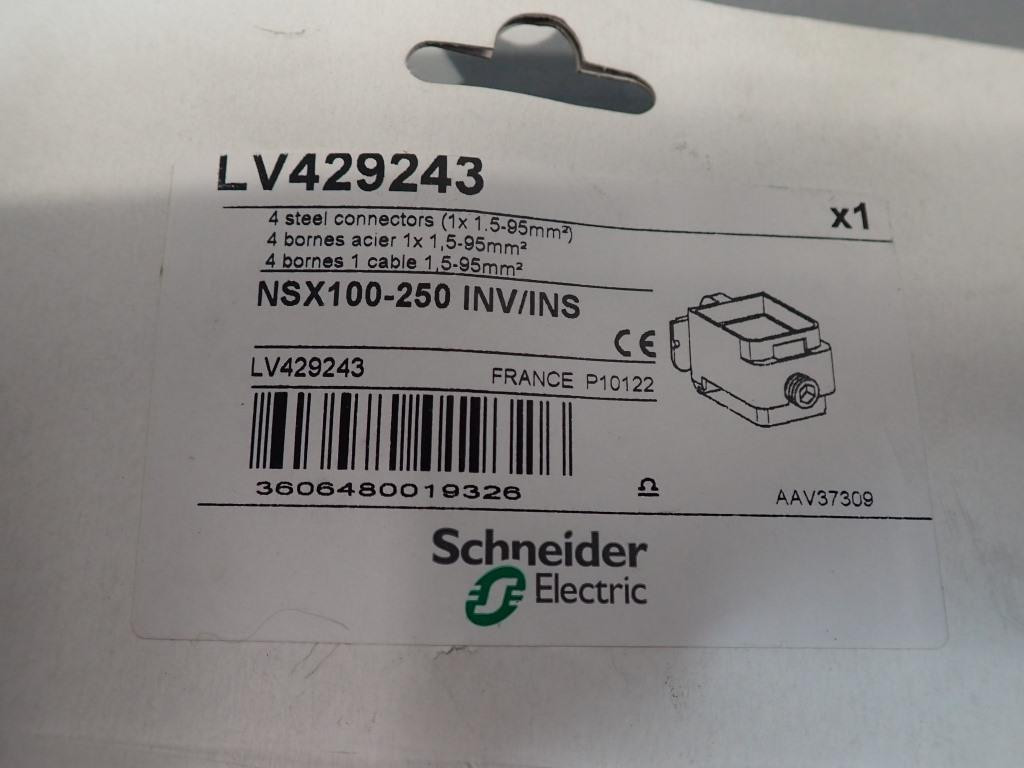 LV429243
x1
4 steel connectors (1x 1.5-95mm²)
4 bornes acier 1x 1,5-95mm²
4 bornes 1 cable 1,5-95mm²
NSX100-250 INV/INS
CE
LV429243
FRANCE P10122
3606480019326
AAV37309
Schneider
Electric